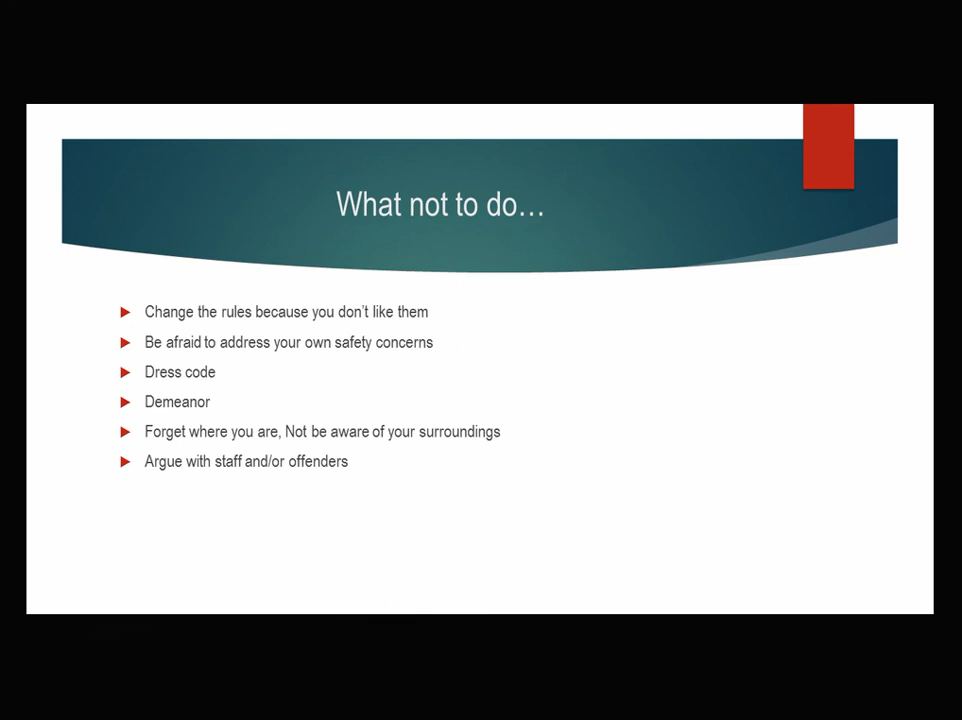 What not to do…
Change the rules because you don’t like them
Be afraid to address your own safety concerns
Dress code
Demeanor
Forget where you are, Not be aware of your surroundings
Argue with staff and/or offenders